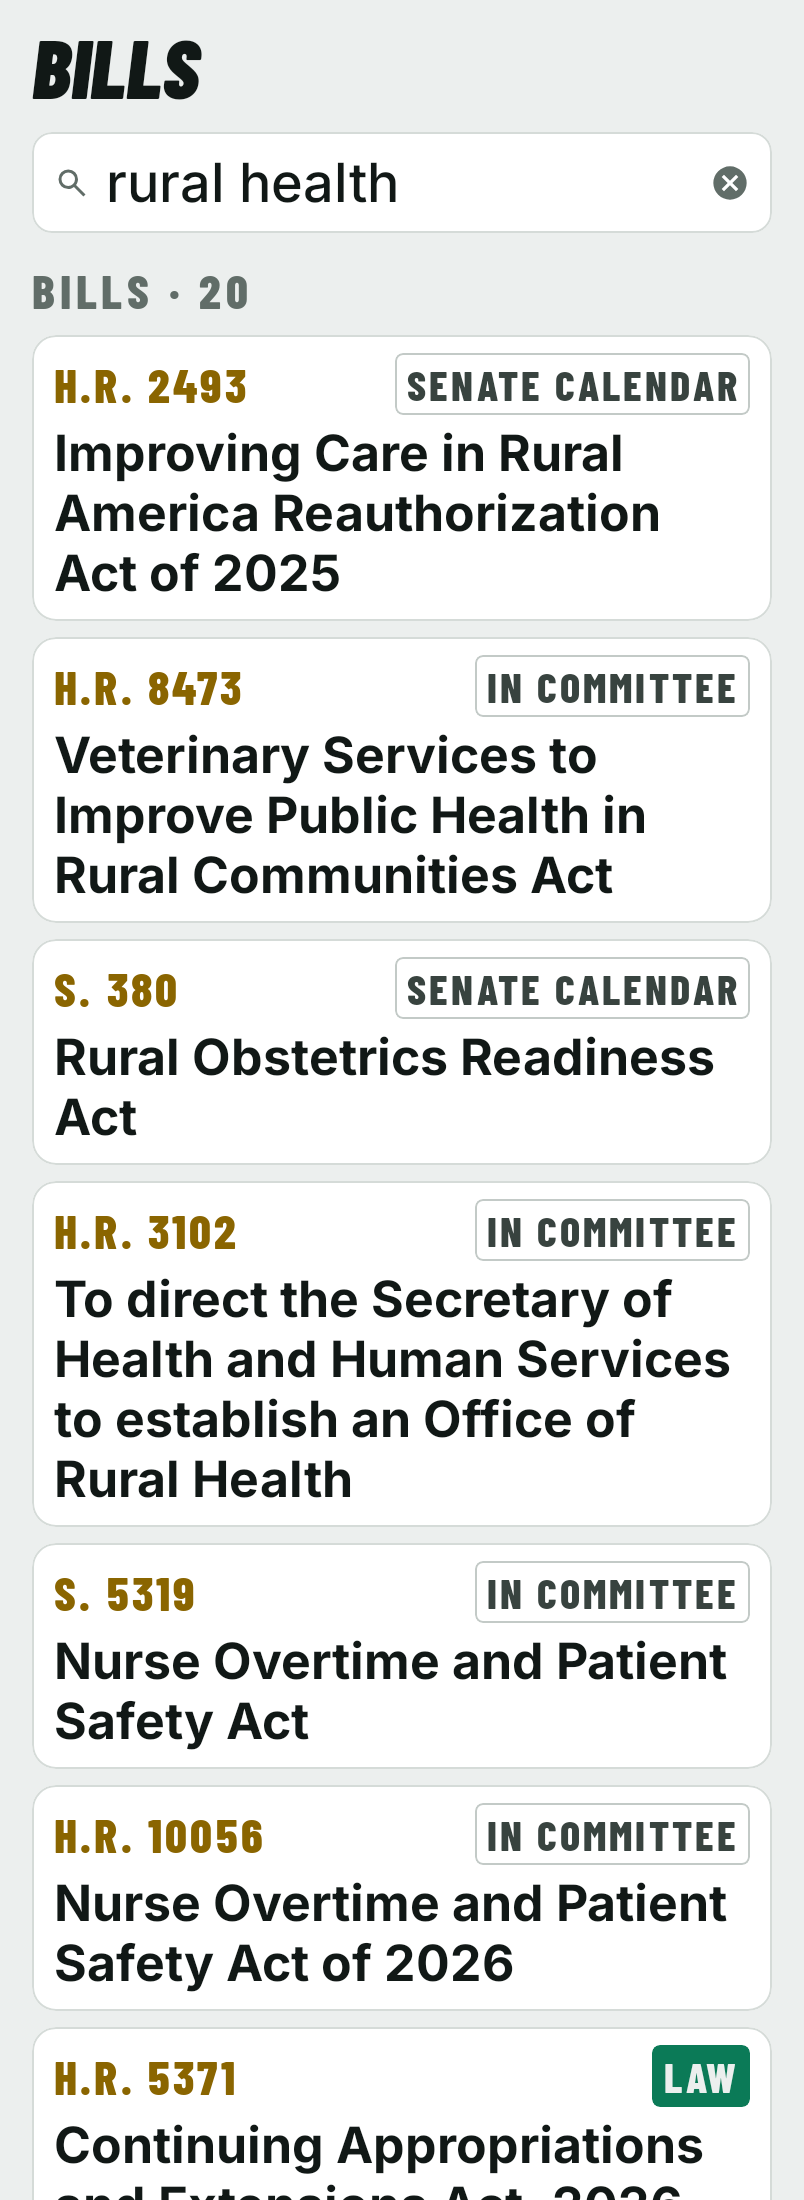 BILLS
rural health
BILLS · 20
H.R. 2493
SENATE CALENDAR
Improving Care in Rural
America Reauthorization
Act of 2025
H.R. 8473
IN COMMITTEE
Veterinary Services to
Improve Public Health in
Rural Communities Act
S. 380
SENATE CALENDAR
Rural Obstetrics Readiness
Act
H.R. 3102
IN COMMITTEE
To direct the Secretary of
Health and Human Services
to establish an Office of
Rural Health
S. 5319
IN COMMITTEE
Nurse Overtime and Patient
Safety Act
H.R. 10056
IN COMMITTEE
Nurse Overtime and Patient
Safety Act of 2026
H.R. 5371
LAW
Continuing Appropriations
and Extensions Act, 2026